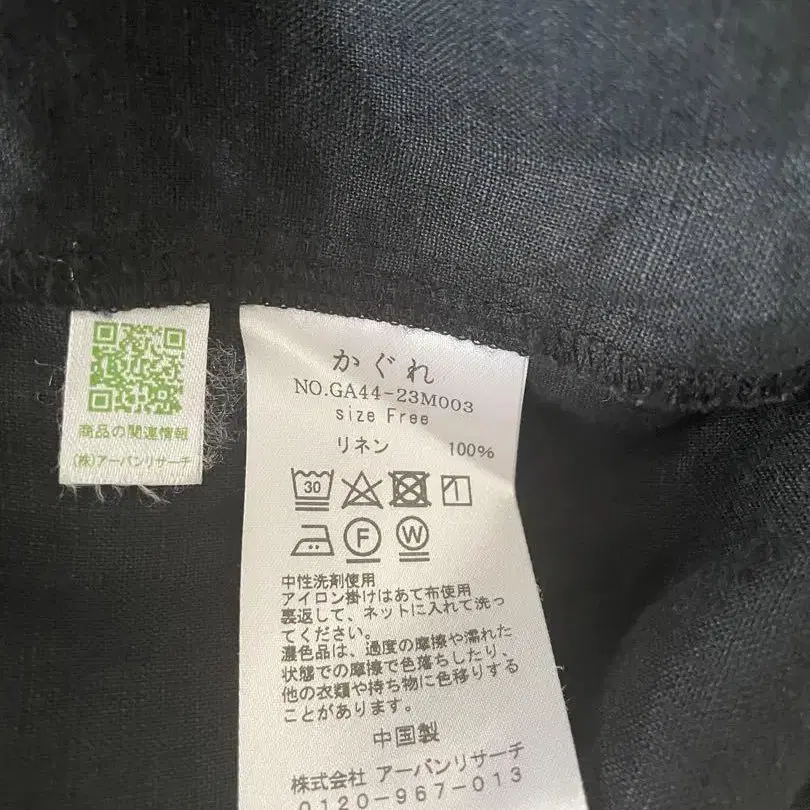 商品の関連情報
(株)アーバンリサーチ
かぐれ
NO.GA44-23M003
size Free
リネン 100%
30
F W
中性洗剤使用
アイロン掛けはあて布使用
裏返して、ネットに入れて洗っ
てください。
濃色品は、過度の摩擦や濡れた
状態での摩擦で色落ちしたり、
他の衣類や持ち物に色移りする
ことがあります。
中国製
株式会社 アーバンリサーチ
0120-967-013